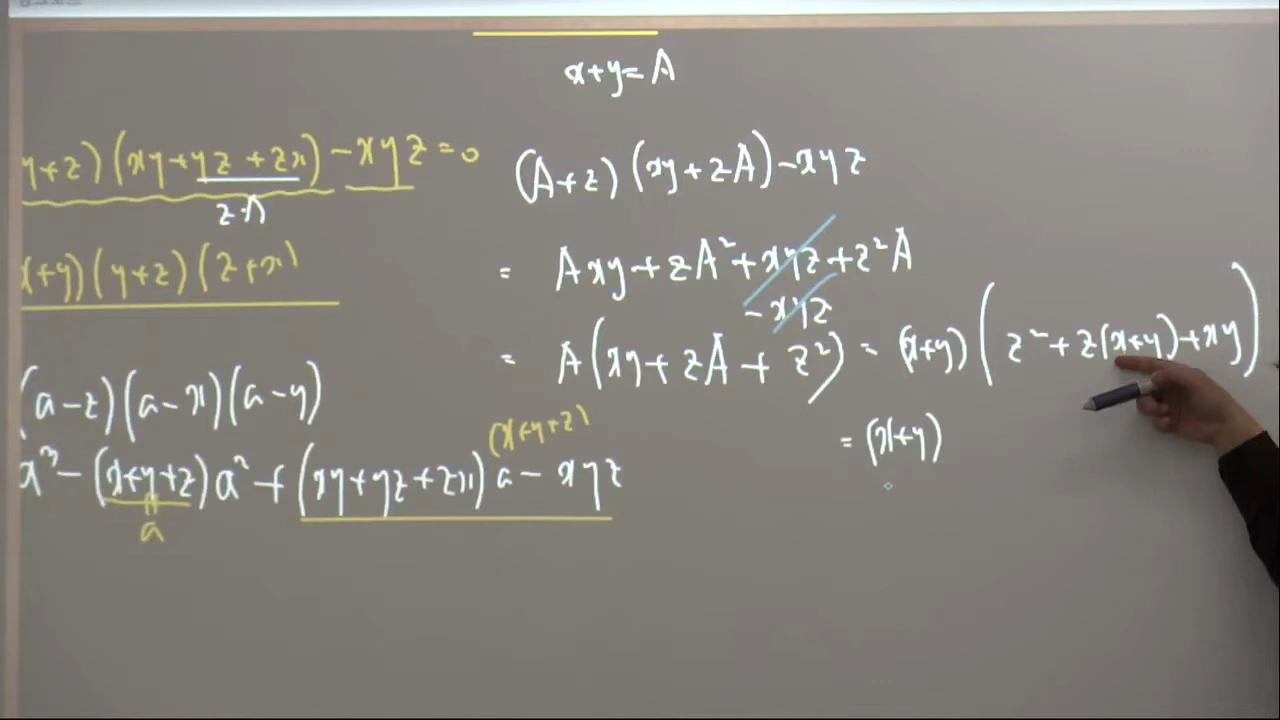 x+y=A
y+z)(xy+yz+zx)-xyz=0
z·A
x+y)(y+z)(z+x)
(A+z)(xy+zA)-xyz
= Axy+zA²+xyz+z²A
-xyz
= A(xy+zA+z²) = (x+y)(z²+z(x+y)+xy)
= (x+y)
(a-z)(a-x)(a-y)
(x+y+z)
a³-(x+y+z)a²+(xy+yz+zx)a-xyz
=
a